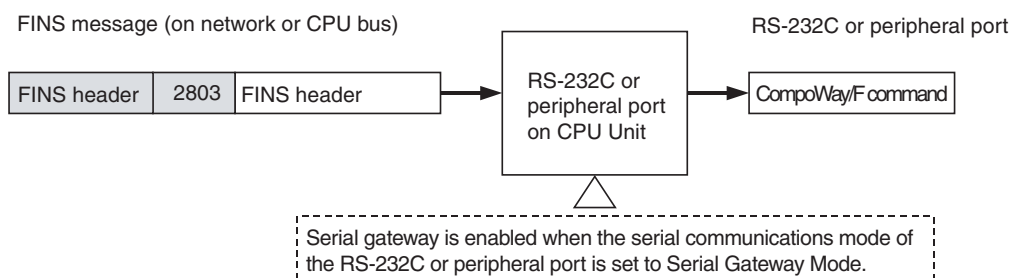 FINS message (on network or CPU bus)
RS-232C or peripheral port
FINS header 2803 FINS header
RS-232C or
peripheral port
on CPU Unit
CompoWay/F command
Serial gateway is enabled when the serial communications mode of
the RS-232C or peripheral port is set to Serial Gateway Mode.